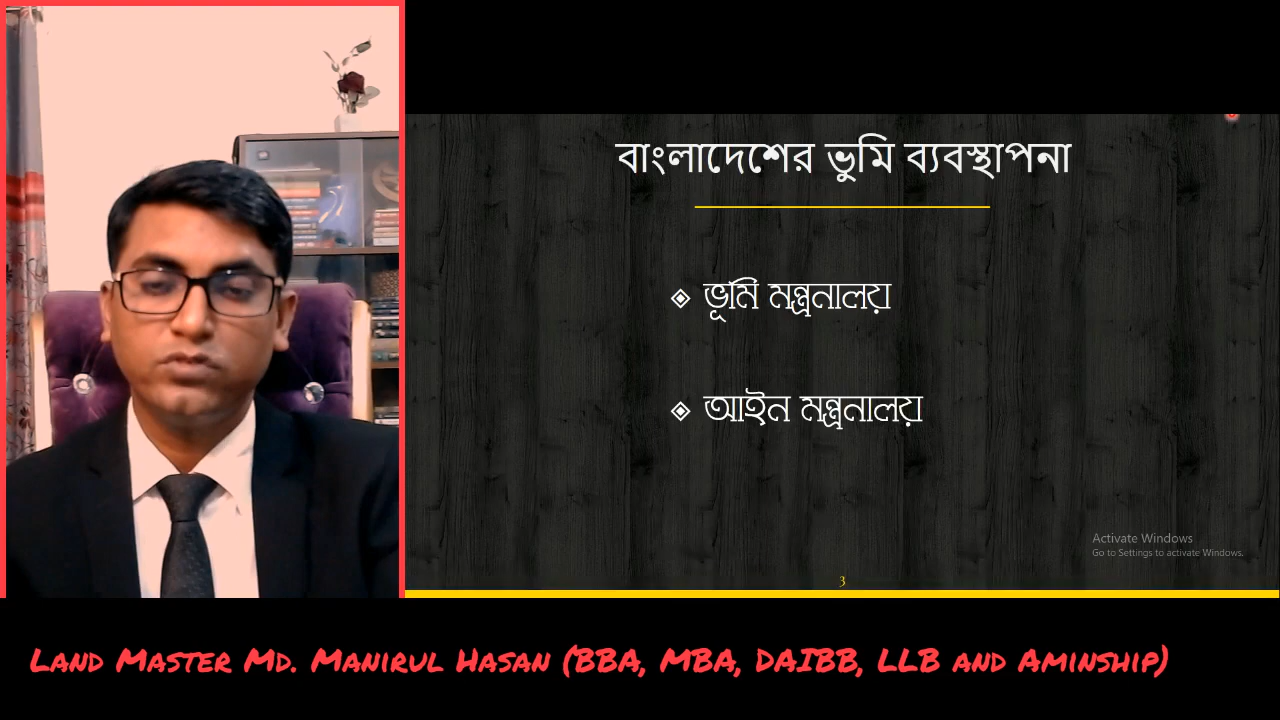 বাংলাদেশের ভুমি ব্যবস্থাপনা
ভূমি মন্ত্রনালয়
আইন মন্ত্রনালয়
Activate Windows
Go to Settings to activate Windows.
3
Land Master Md. Manirul Hasan (BBA, MBA, DAIBB, LLB and Aminship)